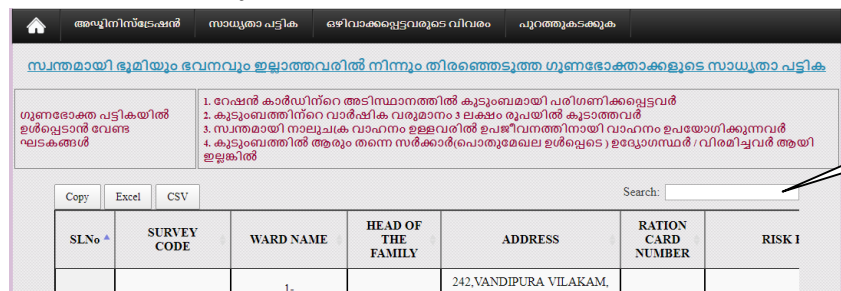 അഡ്മിനിസ്ട്രേഷൻ സാധ്യതാ പട്ടിക ഒഴിവാക്കപ്പെട്ടവരുടെ വിവരം പുറത്തുകടക്കുക
സ്വന്തമായി ഭൂമിയും ഭവനവും ഇല്ലാത്തവരിൽ നിന്നും തിരഞ്ഞെടുത്ത ഗുണഭോക്താക്കളുടെ സാധ്യതാ പട്ടിക
ഗുണഭോക്ത പട്ടികയിൽ
ഉൾപ്പെടാൻ വേണ്ട
ഘടകങ്ങൾ
1. റേഷൻ കാർഡിൻറെ അടിസ്ഥാനത്തിൽ കുടുംബമായി പരിഗണിക്കപ്പെട്ടവർ
2. കുടുംബത്തിൻറെ വാർഷിക വരുമാനം 3 ലക്ഷം രൂപയിൽ കൂടാത്തവർ
3. സ്വന്തമായി നാലുചക്ര വാഹനം ഉള്ളവരിൽ ഉപജീവനത്തിനായി വാഹനം ഉപയോഗിക്കുന്നവർ
4. കുടുംബത്തിൽ ആരും തന്നെ സർക്കാർ(പൊതുമേഖല ഉൾപ്പെടെ ) ഉദ്യോഗസ്ഥർ / വിരമിച്ചവർ ആയി
ഇല്ലങ്കിൽ
Copy Excel CSV Search:
SLNo SURVEY CODE WARD NAME HEAD OF THE FAMILY ADDRESS RATION CARD NUMBER RISK
1- 242,VANDIPURA VILAKAM,